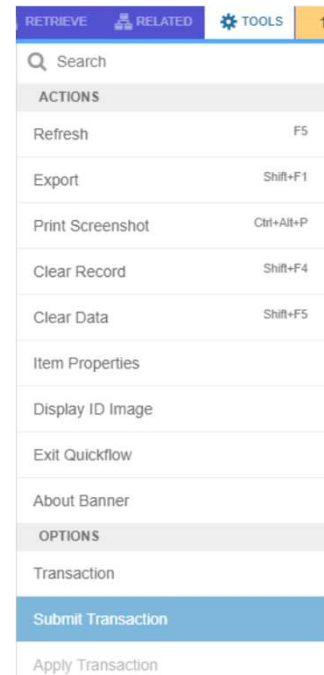 RETRIEVE RELATED TOOLS
Search
ACTIONS
Refresh F5
Export Shift+F1
Print Screenshot Ctrl+Alt+P
Clear Record Shift+F4
Clear Data Shift+F5
Item Properties
Display ID Image
Exit Quickflow
About Banner
OPTIONS
Transaction
Submit Transaction
Apply Transaction